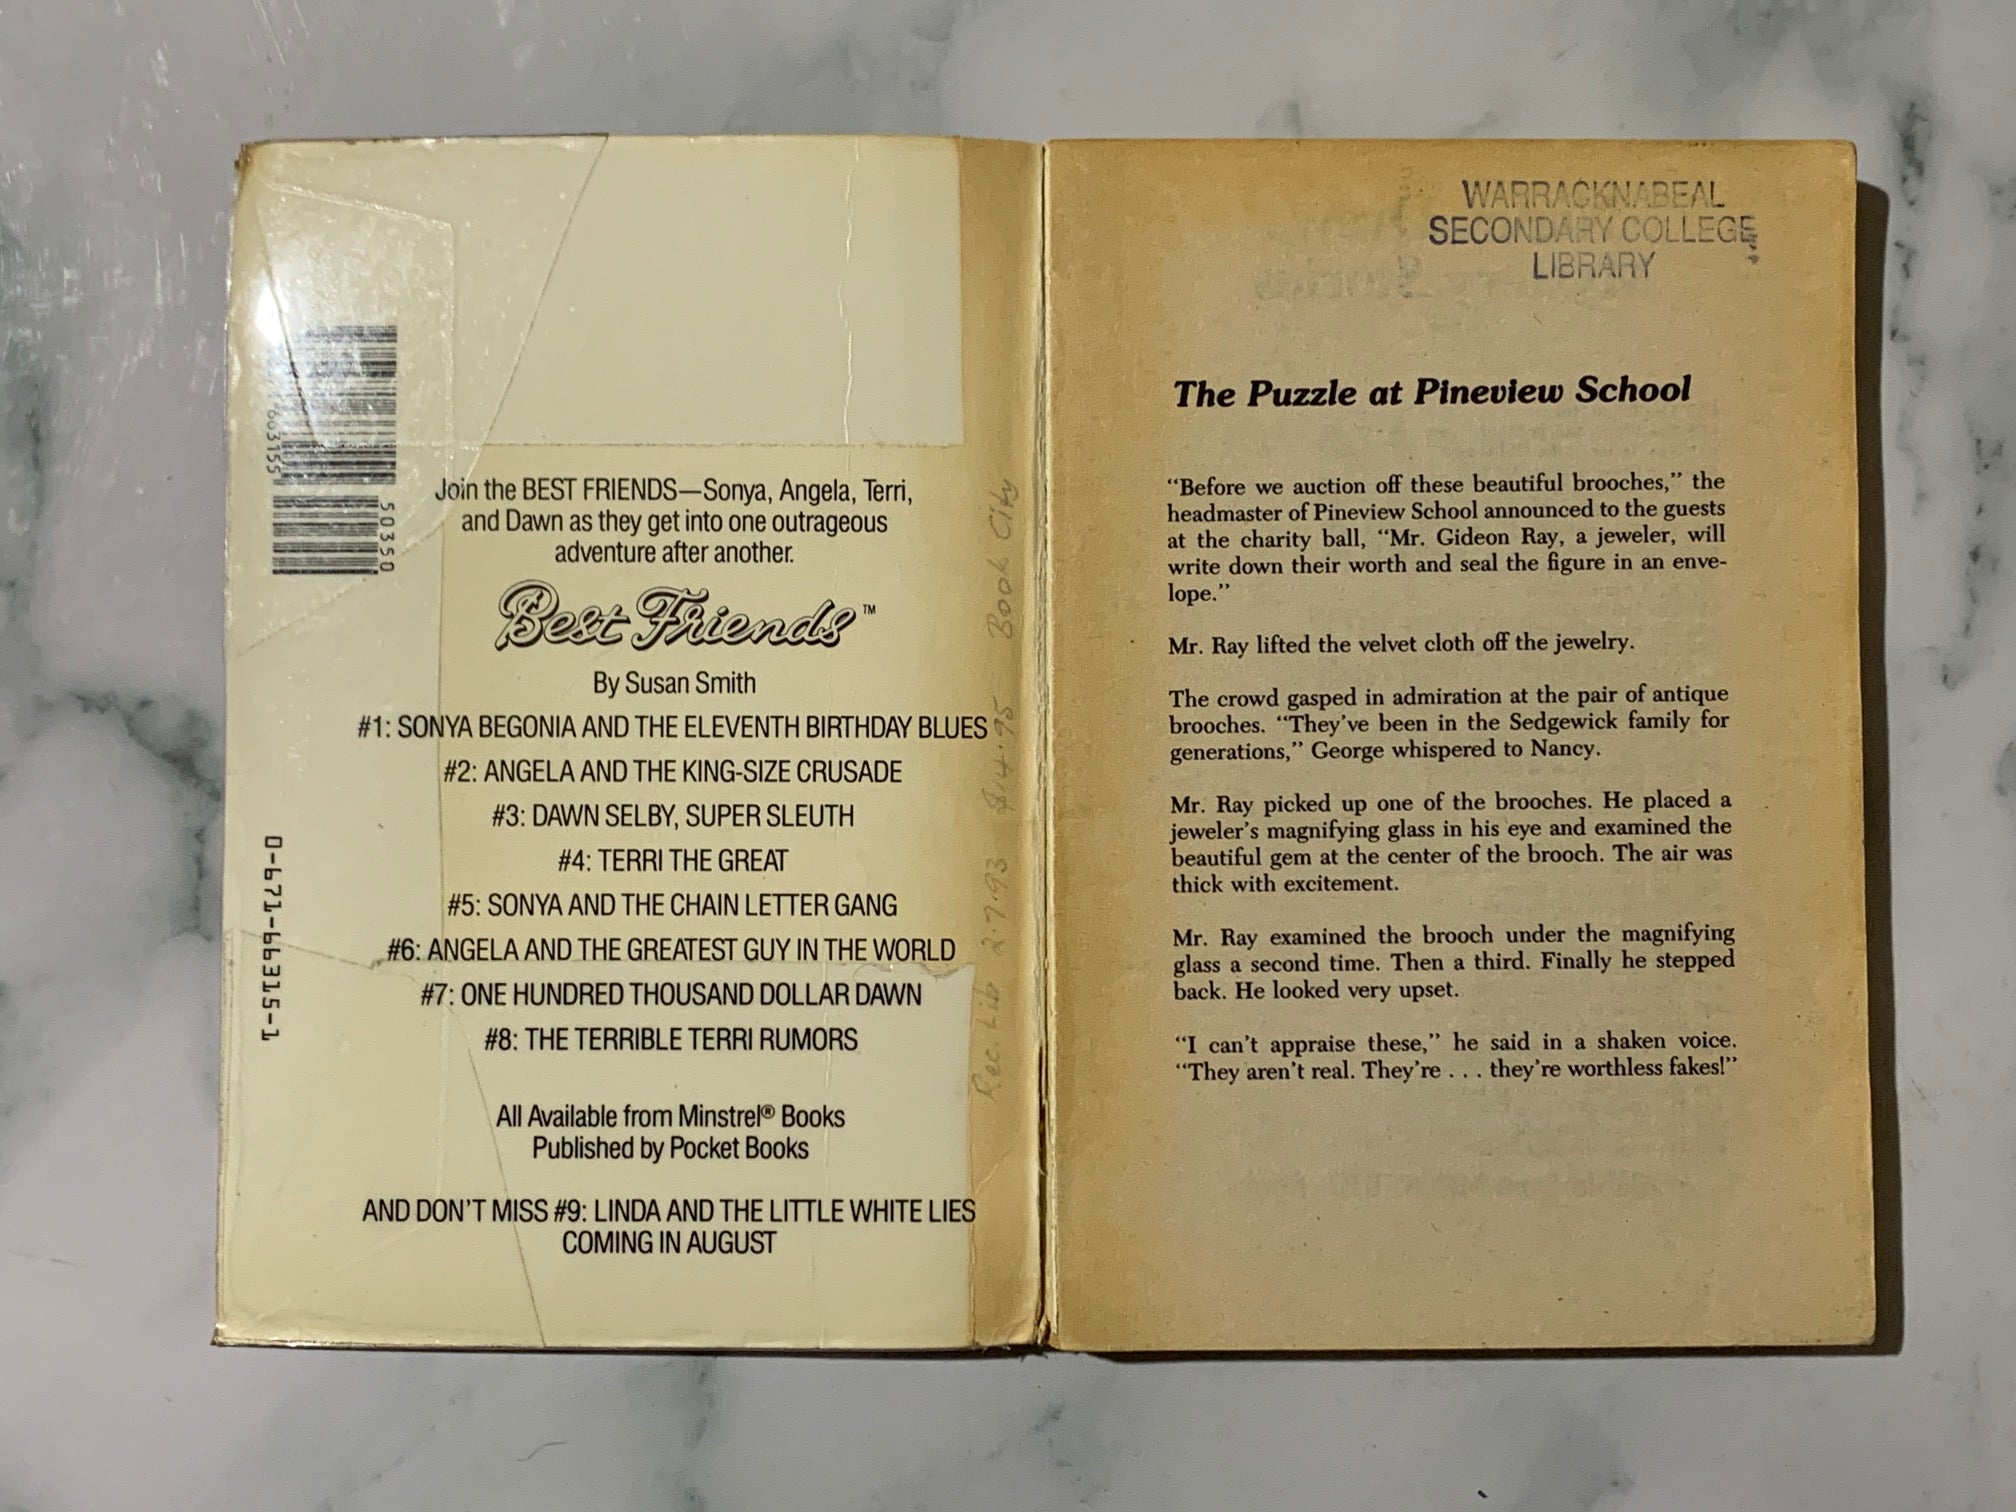 663155
50350
0-671-66315-1
Join the BEST FRIENDS—Sonya, Angela, Terri,
and Dawn as they get into one outrageous
adventure after another.
Best Friends™
By Susan Smith
#1: SONYA BEGONIA AND THE ELEVENTH BIRTHDAY BLUES
#2: ANGELA AND THE KING-SIZE CRUSADE
#3: DAWN SELBY, SUPER SLEUTH
#4: TERRI THE GREAT
#5: SONYA AND THE CHAIN LETTER GANG
#6: ANGELA AND THE GREATEST GUY IN THE WORLD
#7: ONE HUNDRED THOUSAND DOLLAR DAWN
#8: THE TERRIBLE TERRI RUMORS
All Available from Minstrel® Books
Published by Pocket Books
AND DON'T MISS #9: LINDA AND THE LITTLE WHITE LIES
COMING IN AUGUST
Rec. Lib 2.7.93 $4.95 Book City
WARRACKNABEAL
SECONDARY COLLEGE
LIBRARY
The Puzzle at Pineview School
“Before we auction off these beautiful brooches,” the
headmaster of Pineview School announced to the guests
at the charity ball, “Mr. Gideon Ray, a jeweler, will
write down their worth and seal the figure in an enve-
lope.”
Mr. Ray lifted the velvet cloth off the jewelry.
The crowd gasped in admiration at the pair of antique
brooches. “They've been in the Sedgewick family for
generations,” George whispered to Nancy.
Mr. Ray picked up one of the brooches. He placed a
jeweler's magnifying glass in his eye and examined the
beautiful gem at the center of the brooch. The air was
thick with excitement.
Mr. Ray examined the brooch under the magnifying
glass a second time. Then a third. Finally he stepped
back. He looked very upset.
“I can't appraise these,” he said in a shaken voice.
“They aren't real. They're . . . they're worthless fakes!”